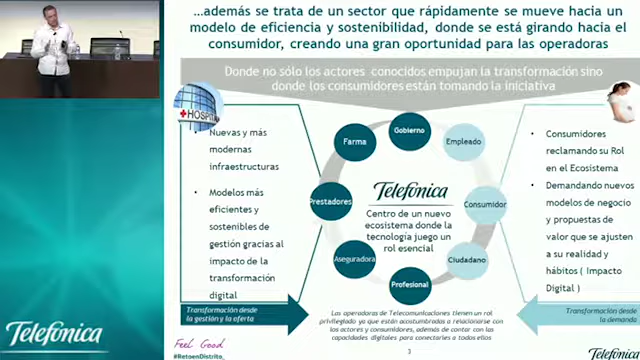 …además se trata de un sector que rápidamente se mueve hacia un
modelo de eficiencia y sostenibilidad, donde se está girando hacia el
consumidor, creando una gran oportunidad para las operadoras
Donde no sólo los actores conocidos empujan la transformación sino
donde los consumidores están tomando la iniciativa
HOSPITAL
• Nuevas y más
modernas
infraestructuras
• Modelos más
eficientes y
sostenibles de
gestión gracias al
impacto de la
transformación
digital
Transformación desde
la gestión y la oferta
Gobierno
Farma
Empleado
Prestadores
Consumidor
Aseguradora
Ciudadano
Profesional
Telefónica
Centro de un nuevo
ecosistema donde la
tecnología juego un
rol esencial
• Consumidores
reclamando su Rol
en el Ecosistema
• Demandando nuevos
modelos de negocio
y propuestas de
valor que se ajusten
a su realidad y
hábitos ( Impacto
Digital )
Transformación desde
la demanda
Las operadoras de Telecomunicaciones tienen un rol
privilegiado ya que están acostumbradas a relacionarse con
los actores y consumidores, además de contar con las
capacidades digitales para conectarles a todos ellos
Telefónica
Feel Good
#RetosenDistrito_
3
Telefónica